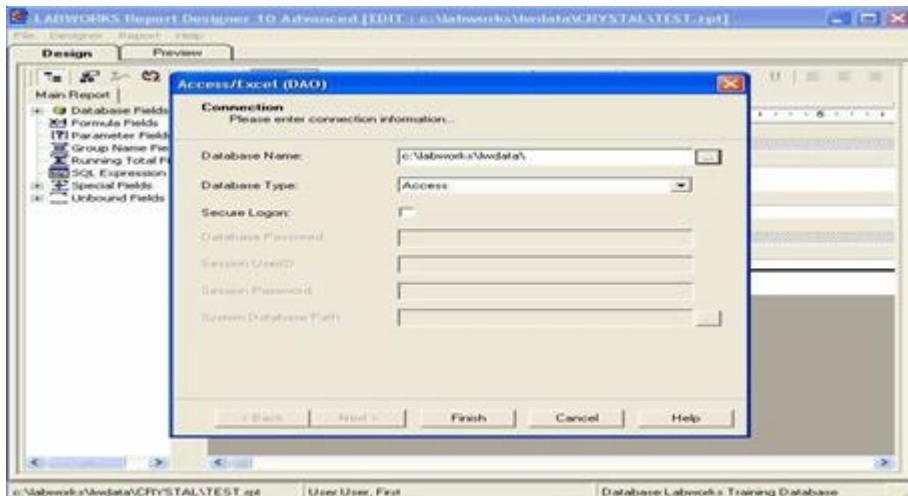 LABWORKS Report Designer 10 Advanced [EDIT : c:\labworks\lwdata\CRYSTAL\TEST.rpt]
File Designer Report Help
Design Preview
Main Report
Database Fields
Formula Fields
Parameter Field
Group Name Fie
Running Total Fi
SQL Expression
Special Fields
Unbound Fields
Access/Excel (DAO)
Connection
Please enter connection information...
Database Name: c:\labworks\lwdata\ ...
Database Type: Access
Secure Logon:
Database Password:
Session UserID:
Session Password:
System Database Path: ...
< Back Next > Finish Cancel Help
c:\labworks\lwdata\CRYSTAL\TEST.rpt User User, First Database Labworks Training Database